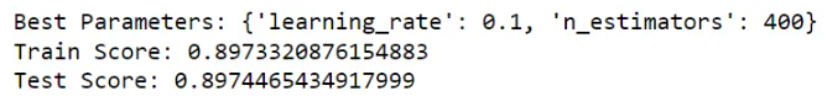 Best Parameters: {'learning_rate': 0.1, 'n_estimators': 400}
Train Score: 0.8973320876154883
Test Score: 0.8974465434917999